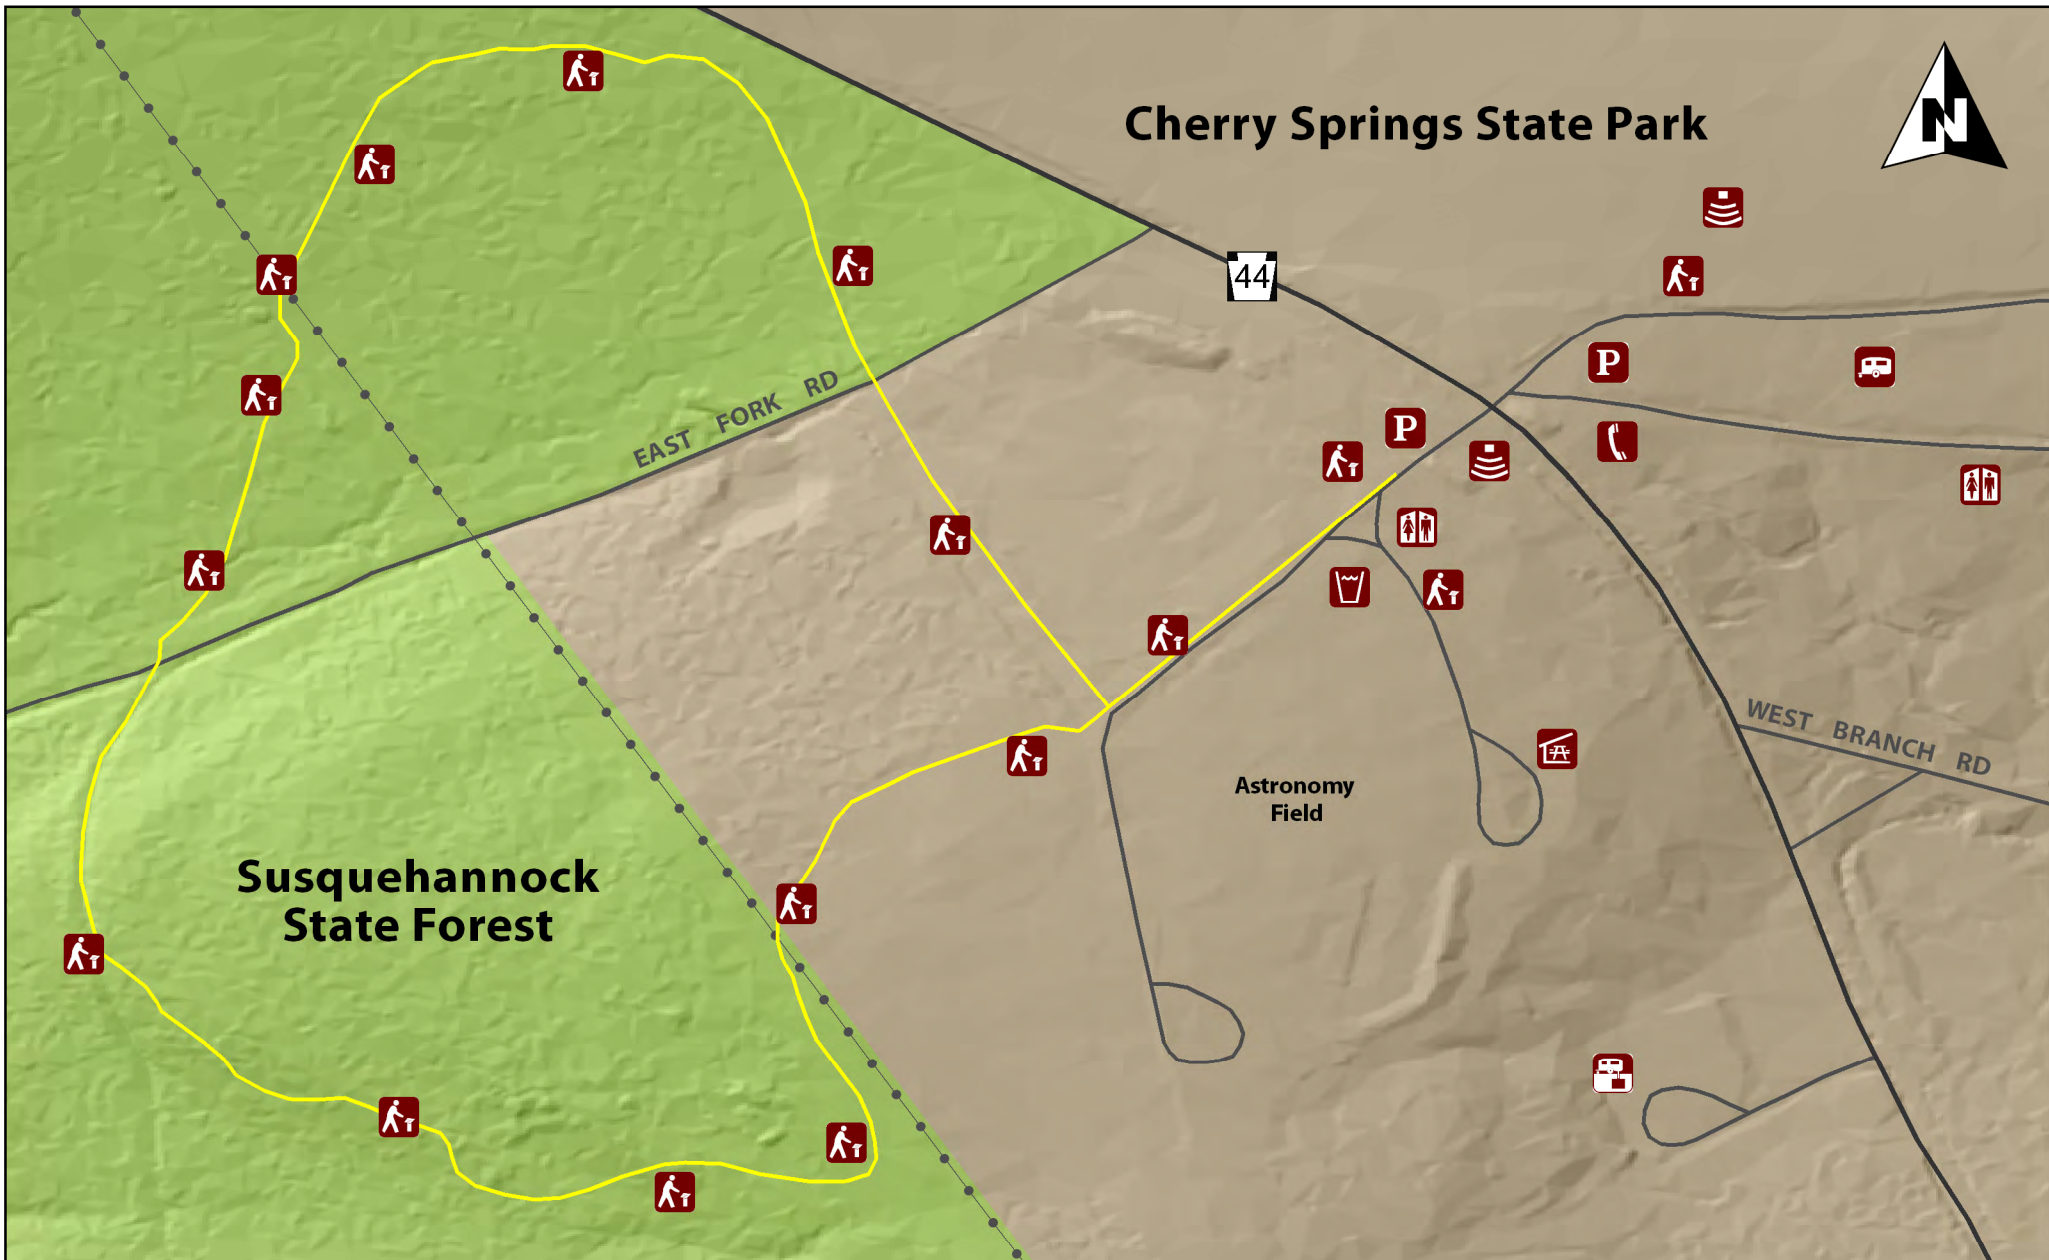 Cherry Springs State Park
N
44
P
EAST FORK RD
P
WEST BRANCH RD
Astronomy
Field
Susquehannock
State Forest